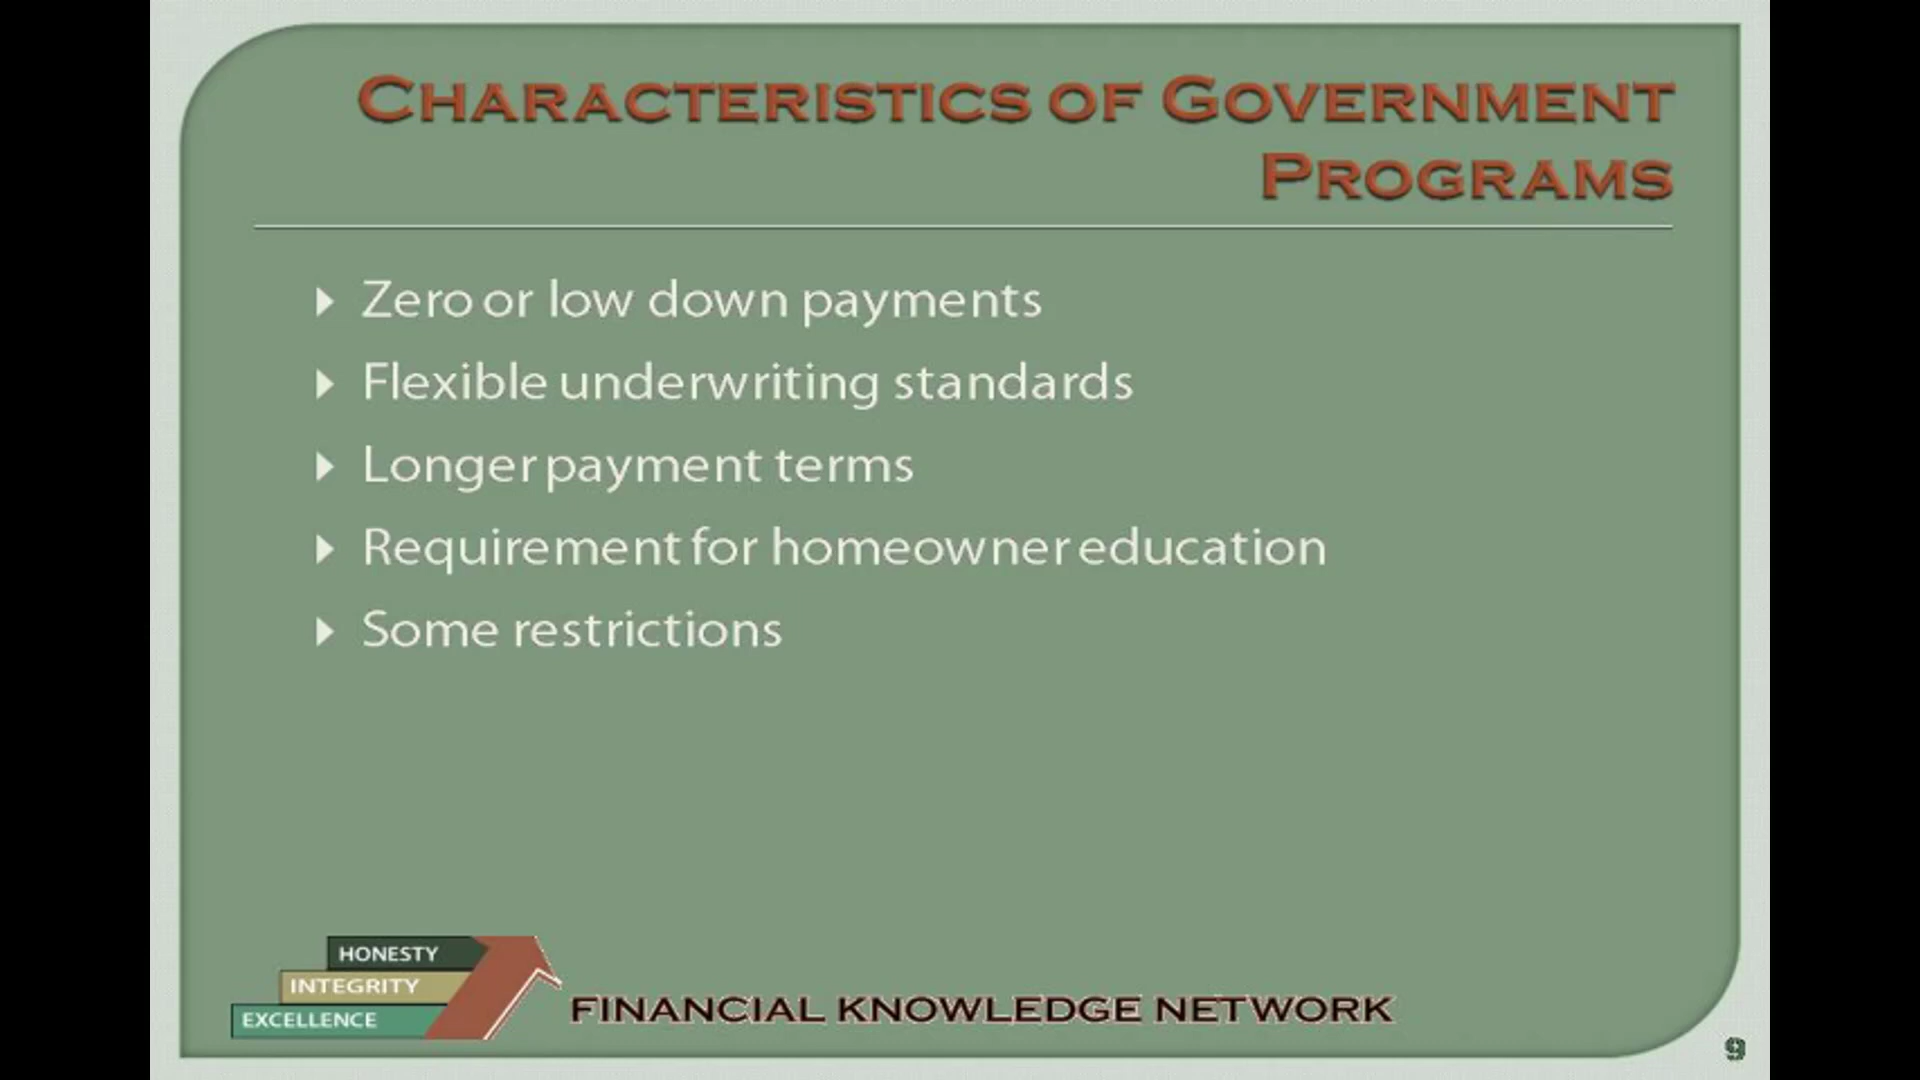 Characteristics of Government
Programs
Zero or low down payments
Flexible underwriting standards
Longer payment terms
Requirement for homeowner education
Some restrictions
HONESTY
INTEGRITY
EXCELLENCE
FINANCIAL KNOWLEDGE NETWORK
9